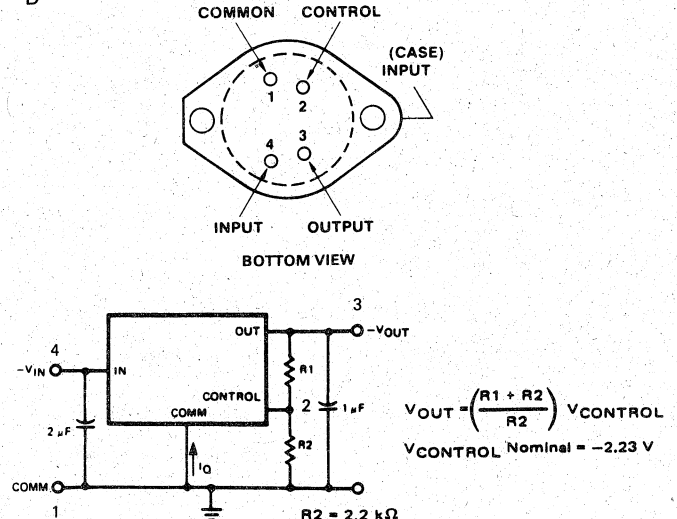 COMMON CONTROL
(CASE)
INPUT
1
2
4
3
INPUT OUTPUT
BOTTOM VIEW
3
OUT
-VOUT
4
R1
-VIN
IN
CONTROL
2
1 µF
COMM
2 µF
R2
IQ
COMM.
1
R2 = 2.2 kΩ
VOUT = (R1 + R2 / R2) VCONTROL
VCONTROL Nominal = -2.23 V